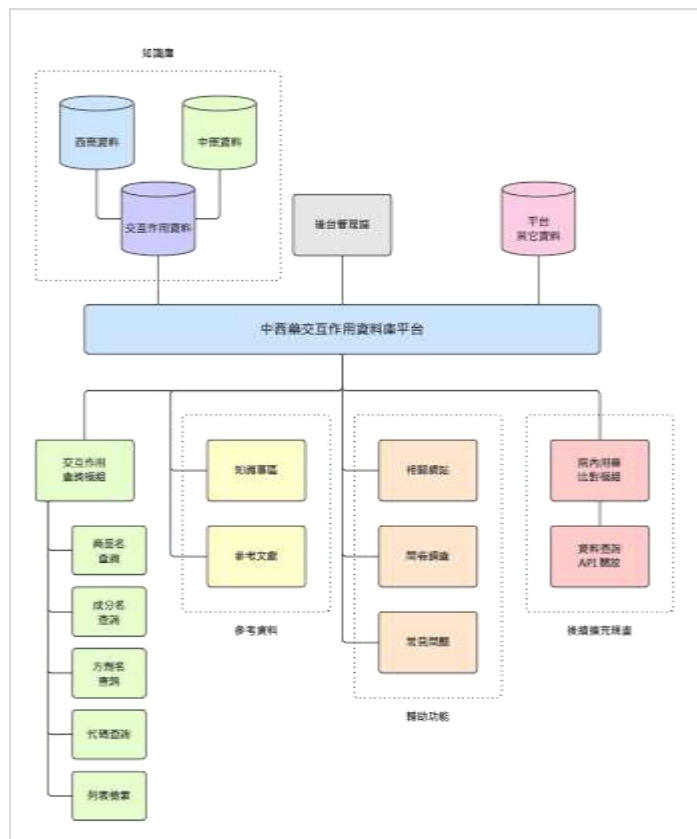 知識庫
西藥資料
中藥資料
交互作用資料
後台管理區
平台
其它資料
中西藥交互作用資料庫平台
交互作用
查詢模組
商品名
查詢
成分名
查詢
方劑名
查詢
代碼查詢
列表檢索
知識專區
參考文獻
參考資料
相關網站
問卷調查
常見問題
輔助功能
院內用藥
比對模組
資料查詢
API 開放
後續擴充規畫